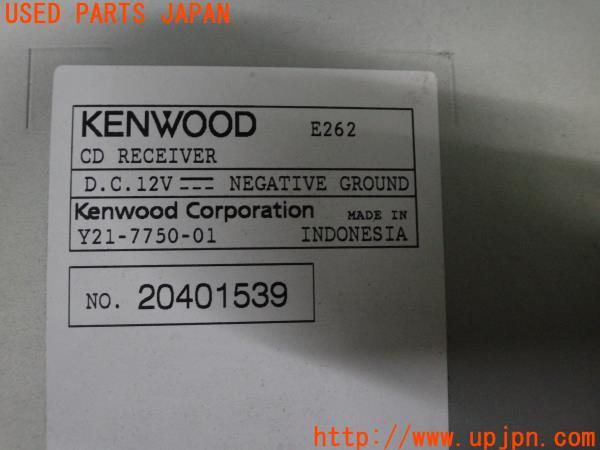 USED PARTS JAPAN
KENWOOD E262
CD RECEIVER
D.C.12V NEGATIVE GROUND
Kenwood Corporation MADE IN
Y21-7750-01 INDONESIA
NO. 20401539
http://www.upjpn.com